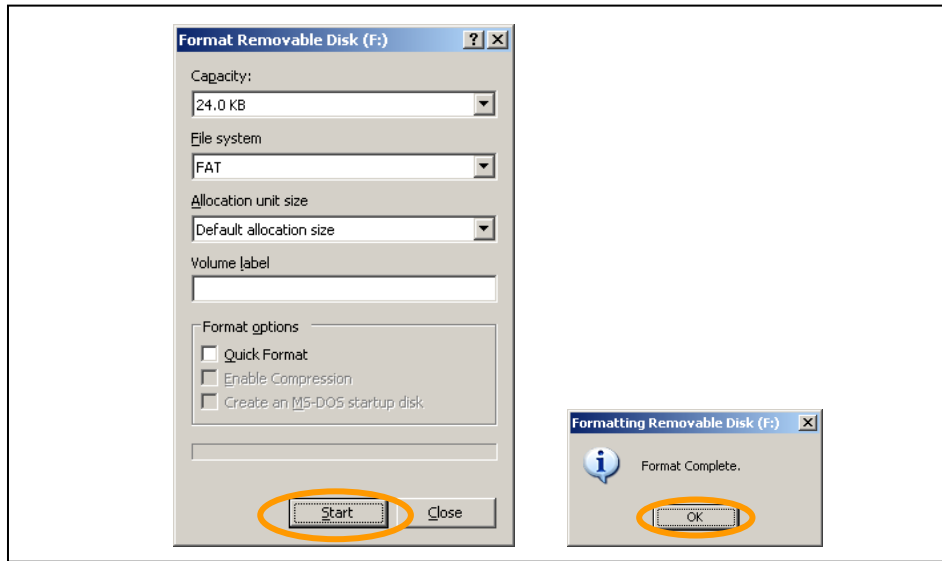 Format Removable Disk (F:)
Capacity:
24.0 KB
File system
FAT
Allocation unit size
Default allocation size
Volume label
Format options
Quick Format
Enable Compression
Create an MS-DOS startup disk
Start
Close
Formatting Removable Disk (F:)
Format Complete.
OK